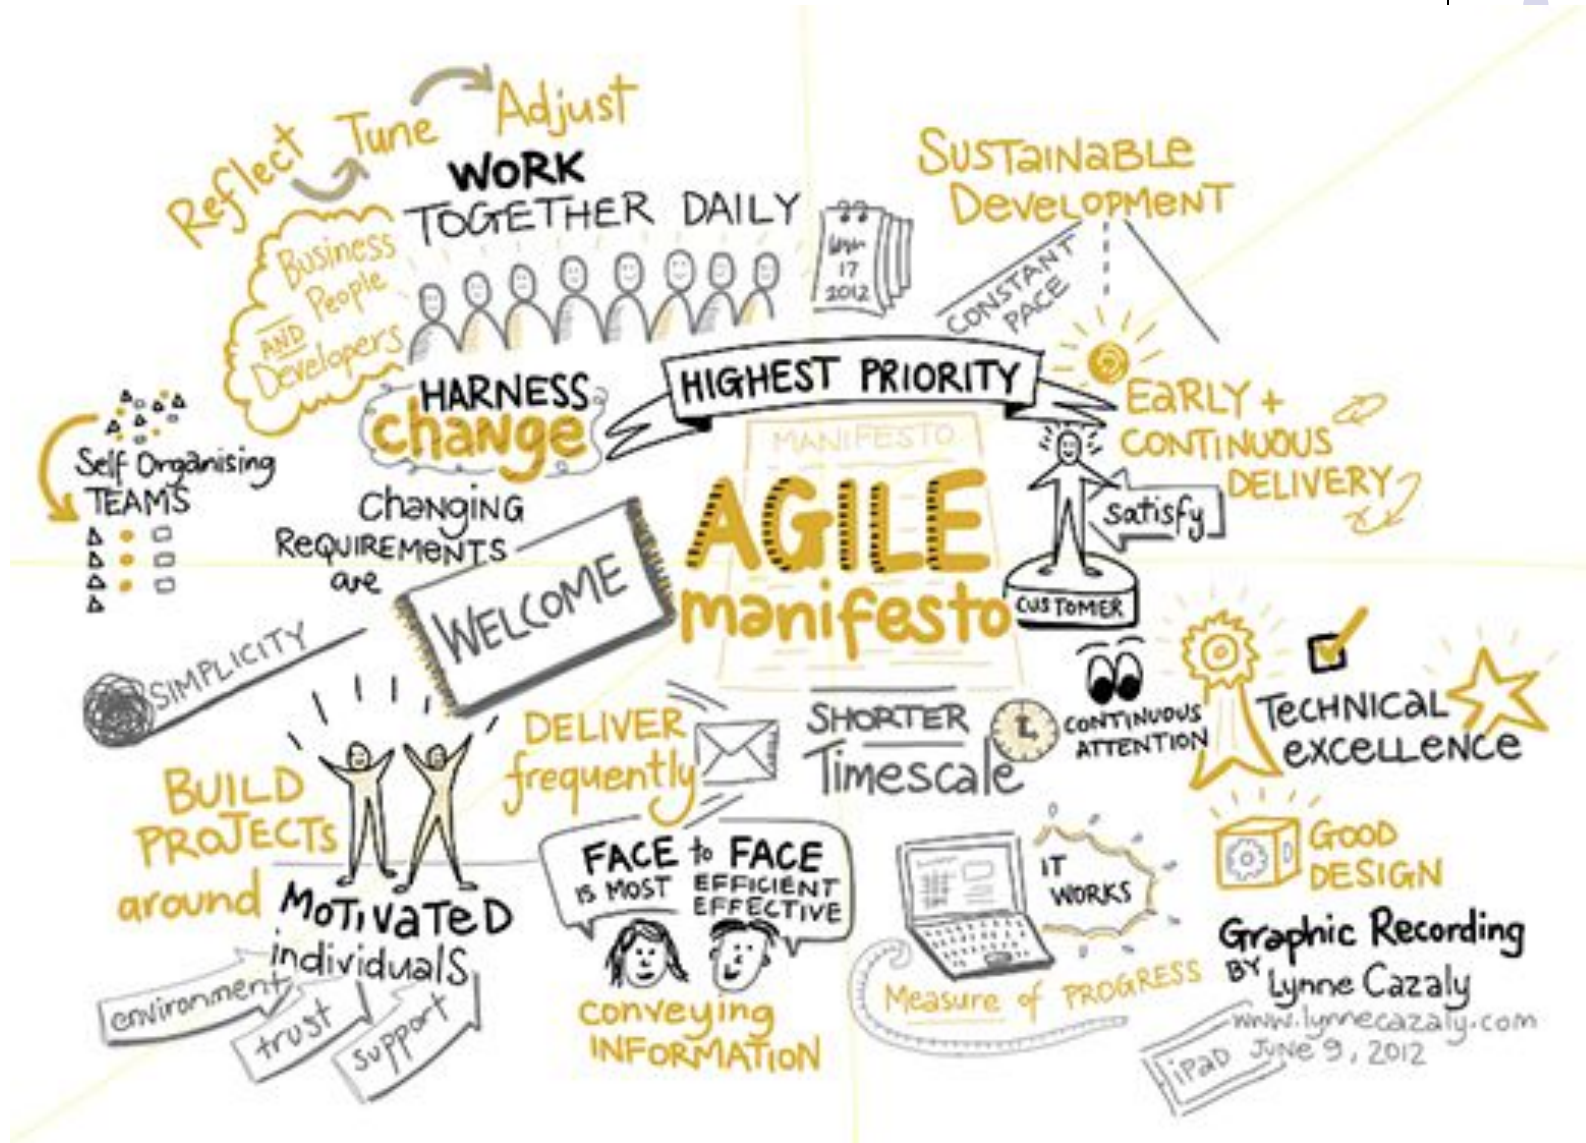 Reflect Tune Adjust
WORK
TOGETHER DAILY
Business
People
AND
Developers
17
2012
SUSTAINABLE
DEVELOPMENT
CONSTANT
PACE
HIGHEST PRIORITY
HARNESS
change
EARLY +
CONTINUOUS
DELIVERY
Self Organising
TEAMS
Changing
REQUIREMENTS
are
WELCOME
MANIFESTO
AGILE
manifesto
satisfy
CUSTOMER
SIMPLICITY
DELIVER
frequently
SHORTER
Timescale
CONTINUOUS
ATTENTION
TECHNICAL
EXCELLENCE
BUILD
PROJECTS
around
MOTIVATED
individuals
environment
trust
support
FACE to FACE
IS MOST EFFICIENT
EFFECTIVE
conveying
INFORMATION
IT
WORKS
Measure of PROGRESS
GOOD
DESIGN
Graphic Recording
BY Lynne Cazaly
www.lynnecazaly.com
iPad JUNE 9, 2012